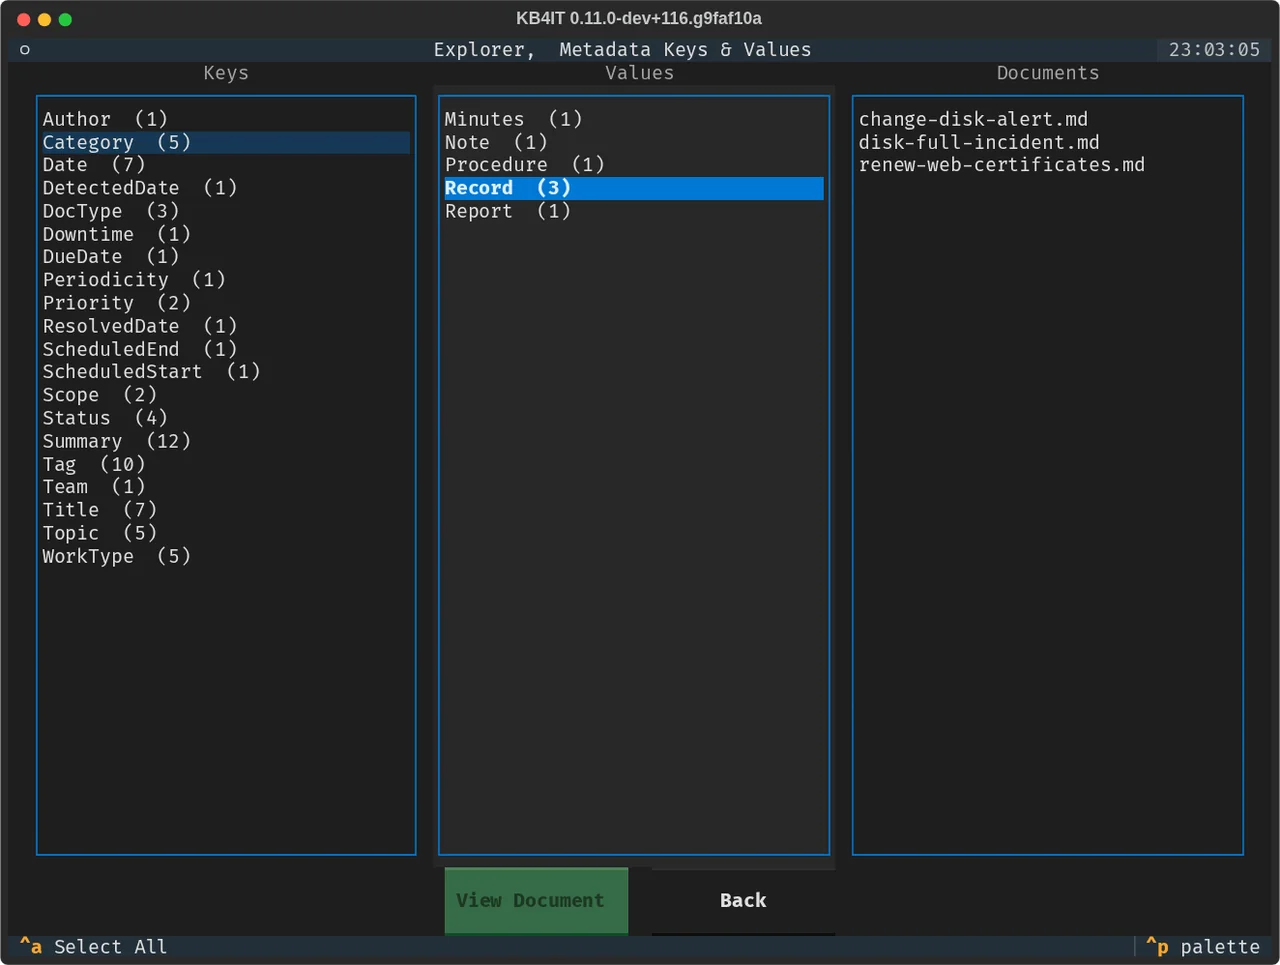 KB4IT 0.11.0-dev+116.g9faf10a
Explorer, Metadata Keys & Values
23:03:05
Keys
Author (1)
Category (5)
Date (7)
DetectedDate (1)
DocType (3)
Downtime (1)
DueDate (1)
Periodicity (1)
Priority (2)
ResolvedDate (1)
ScheduledEnd (1)
ScheduledStart (1)
Scope (2)
Status (4)
Summary (12)
Tag (10)
Team (1)
Title (7)
Topic (5)
WorkType (5)
Values
Minutes (1)
Note (1)
Procedure (1)
Record (3)
Report (1)
Documents
change-disk-alert.md
disk-full-incident.md
renew-web-certificates.md
View Document
Back
^a Select All
^p palette